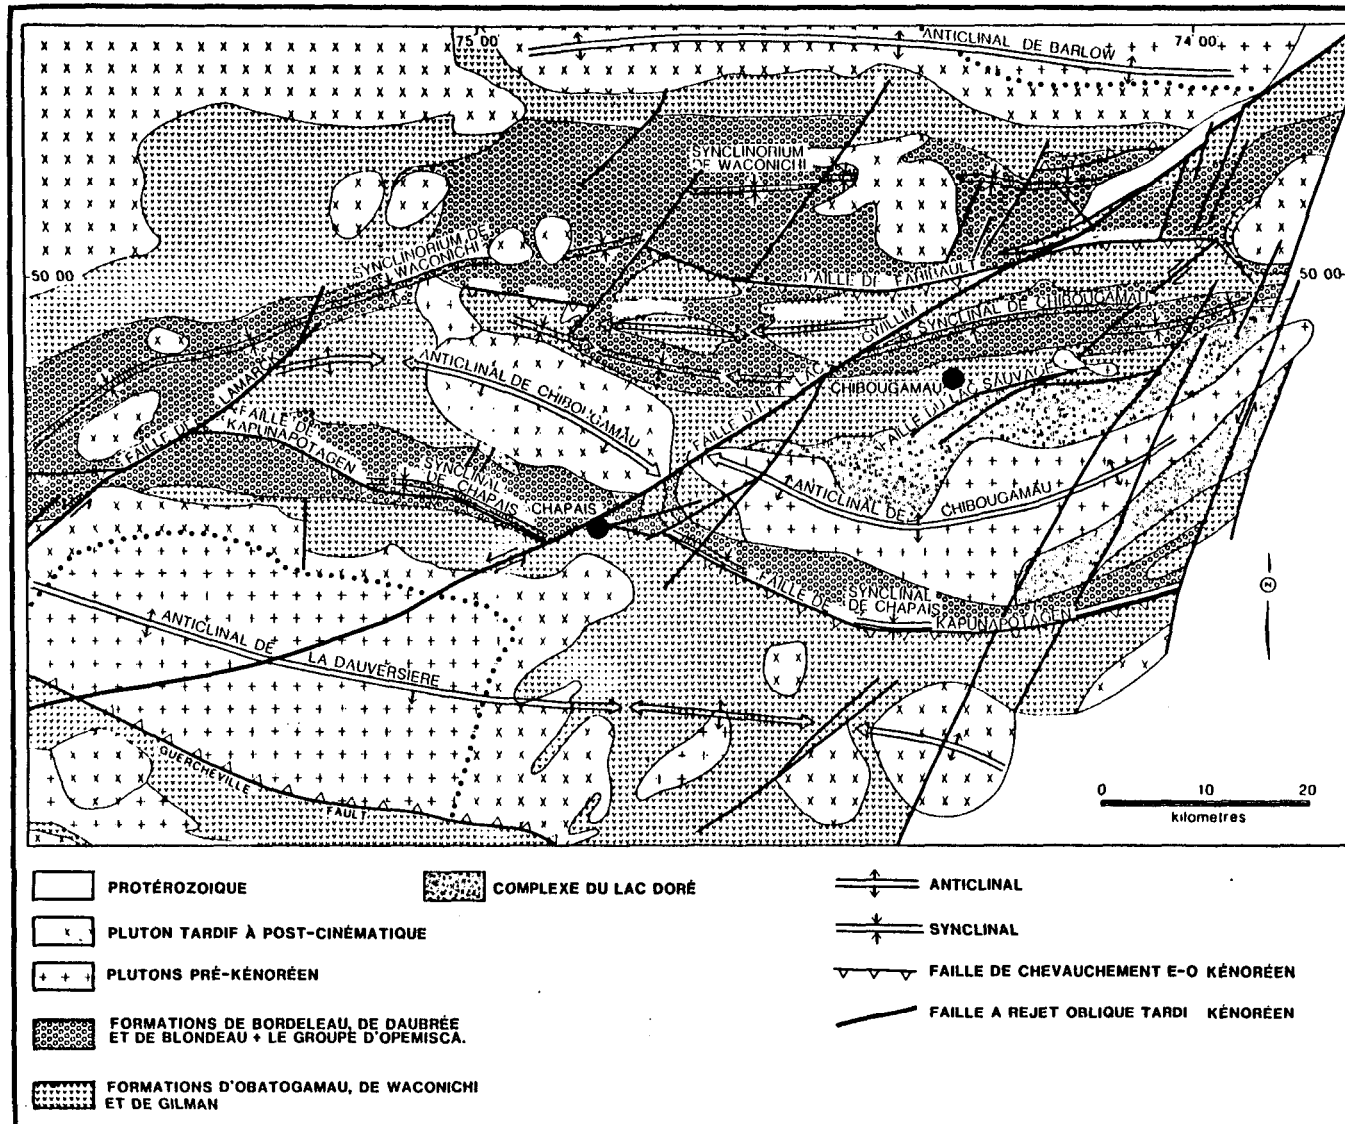 75 00
74 00
ANTICLINAL DE BARLOW
SYNCLINORIUM
DE WACONICHI
SYNCLINORIUM DE
WACONICHI
50 00
50 00
FAILLE DE FARIBAULT
GWILLIM
SYNCLINAL DE CHIBOUGAMAU
FAILLE DU LAC
ANTICLINAL DE CHIBOUGAMAU
CHIBOUGAMAU
FAILLE DU LAC SAUVAGE
FAILLE DE LAMARCK
FAILLE DE
KAPUNAPOTAGEN
SYNCLINAL
DE CHAPAIS
CHAPAIS
ANTICLINAL DE CHIBOUGAMAU
FAILLE DE
KAPUNAPOTAGEN
SYNCLINAL
DE CHAPAIS
ANTICLINAL DE LA DAUVERSIERE
GUERCHEVILLE FAULT
N
0 10 20
kilometres
PROTÉROZOIQUE
COMPLEXE DU LAC DORÉ
ANTICLINAL
PLUTON TARDIF À POST-CINÉMATIQUE
SYNCLINAL
PLUTONS PRÉ-KÉNORÉEN
FAILLE DE CHEVAUCHEMENT E-O KÉNORÉEN
FORMATIONS DE BORDELEAU, DE DAUBRÉE
ET DE BLONDEAU + LE GROUPE D'OPEMISCA.
FAILLE A REJET OBLIQUE TARDI KÉNORÉEN
FORMATIONS D'OBATOGAMAU, DE WACONICHI
ET DE GILMAN